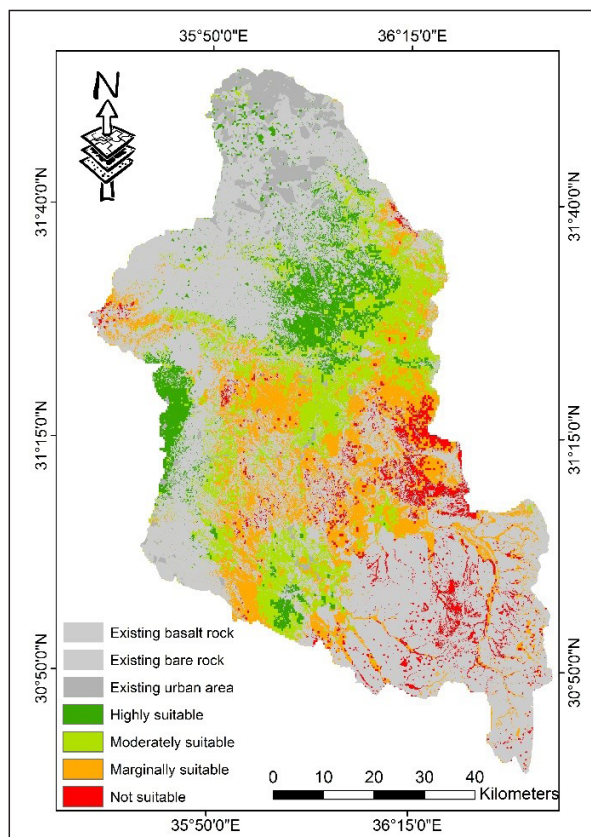 35°50'0"E 36°15'0"E
N
31°40'0"N 31°40'0"N
31°15'0"N 31°15'0"N
30°50'0"N 30°50'0"N
Existing basalt rock
Existing bare rock
Existing urban area
Highly suitable
Moderately suitable
Marginally suitable
Not suitable
0 10 20 30 40
Kilometers
35°50'0"E 36°15'0"E